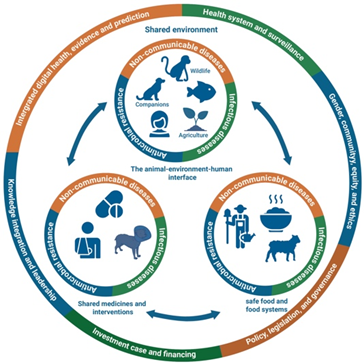 Integrated digital health, evidence and prediction
Health system and surveillance
Gender, community, equity, and ethics
Policy, legislation, and governance
Investment case and financing
Knowledge integration and leadership
Shared environment
Non-communicable diseases
Infectious diseases
Antimicrobial resistance
Wildlife
Companions
Agriculture
The animal-environment-human
interface
Non-communicable diseases
Infectious diseases
Antimicrobial resistance
Shared medicines and
interventions
Non-communicable diseases
Infectious diseases
Antimicrobial resistance
safe food and
food systems